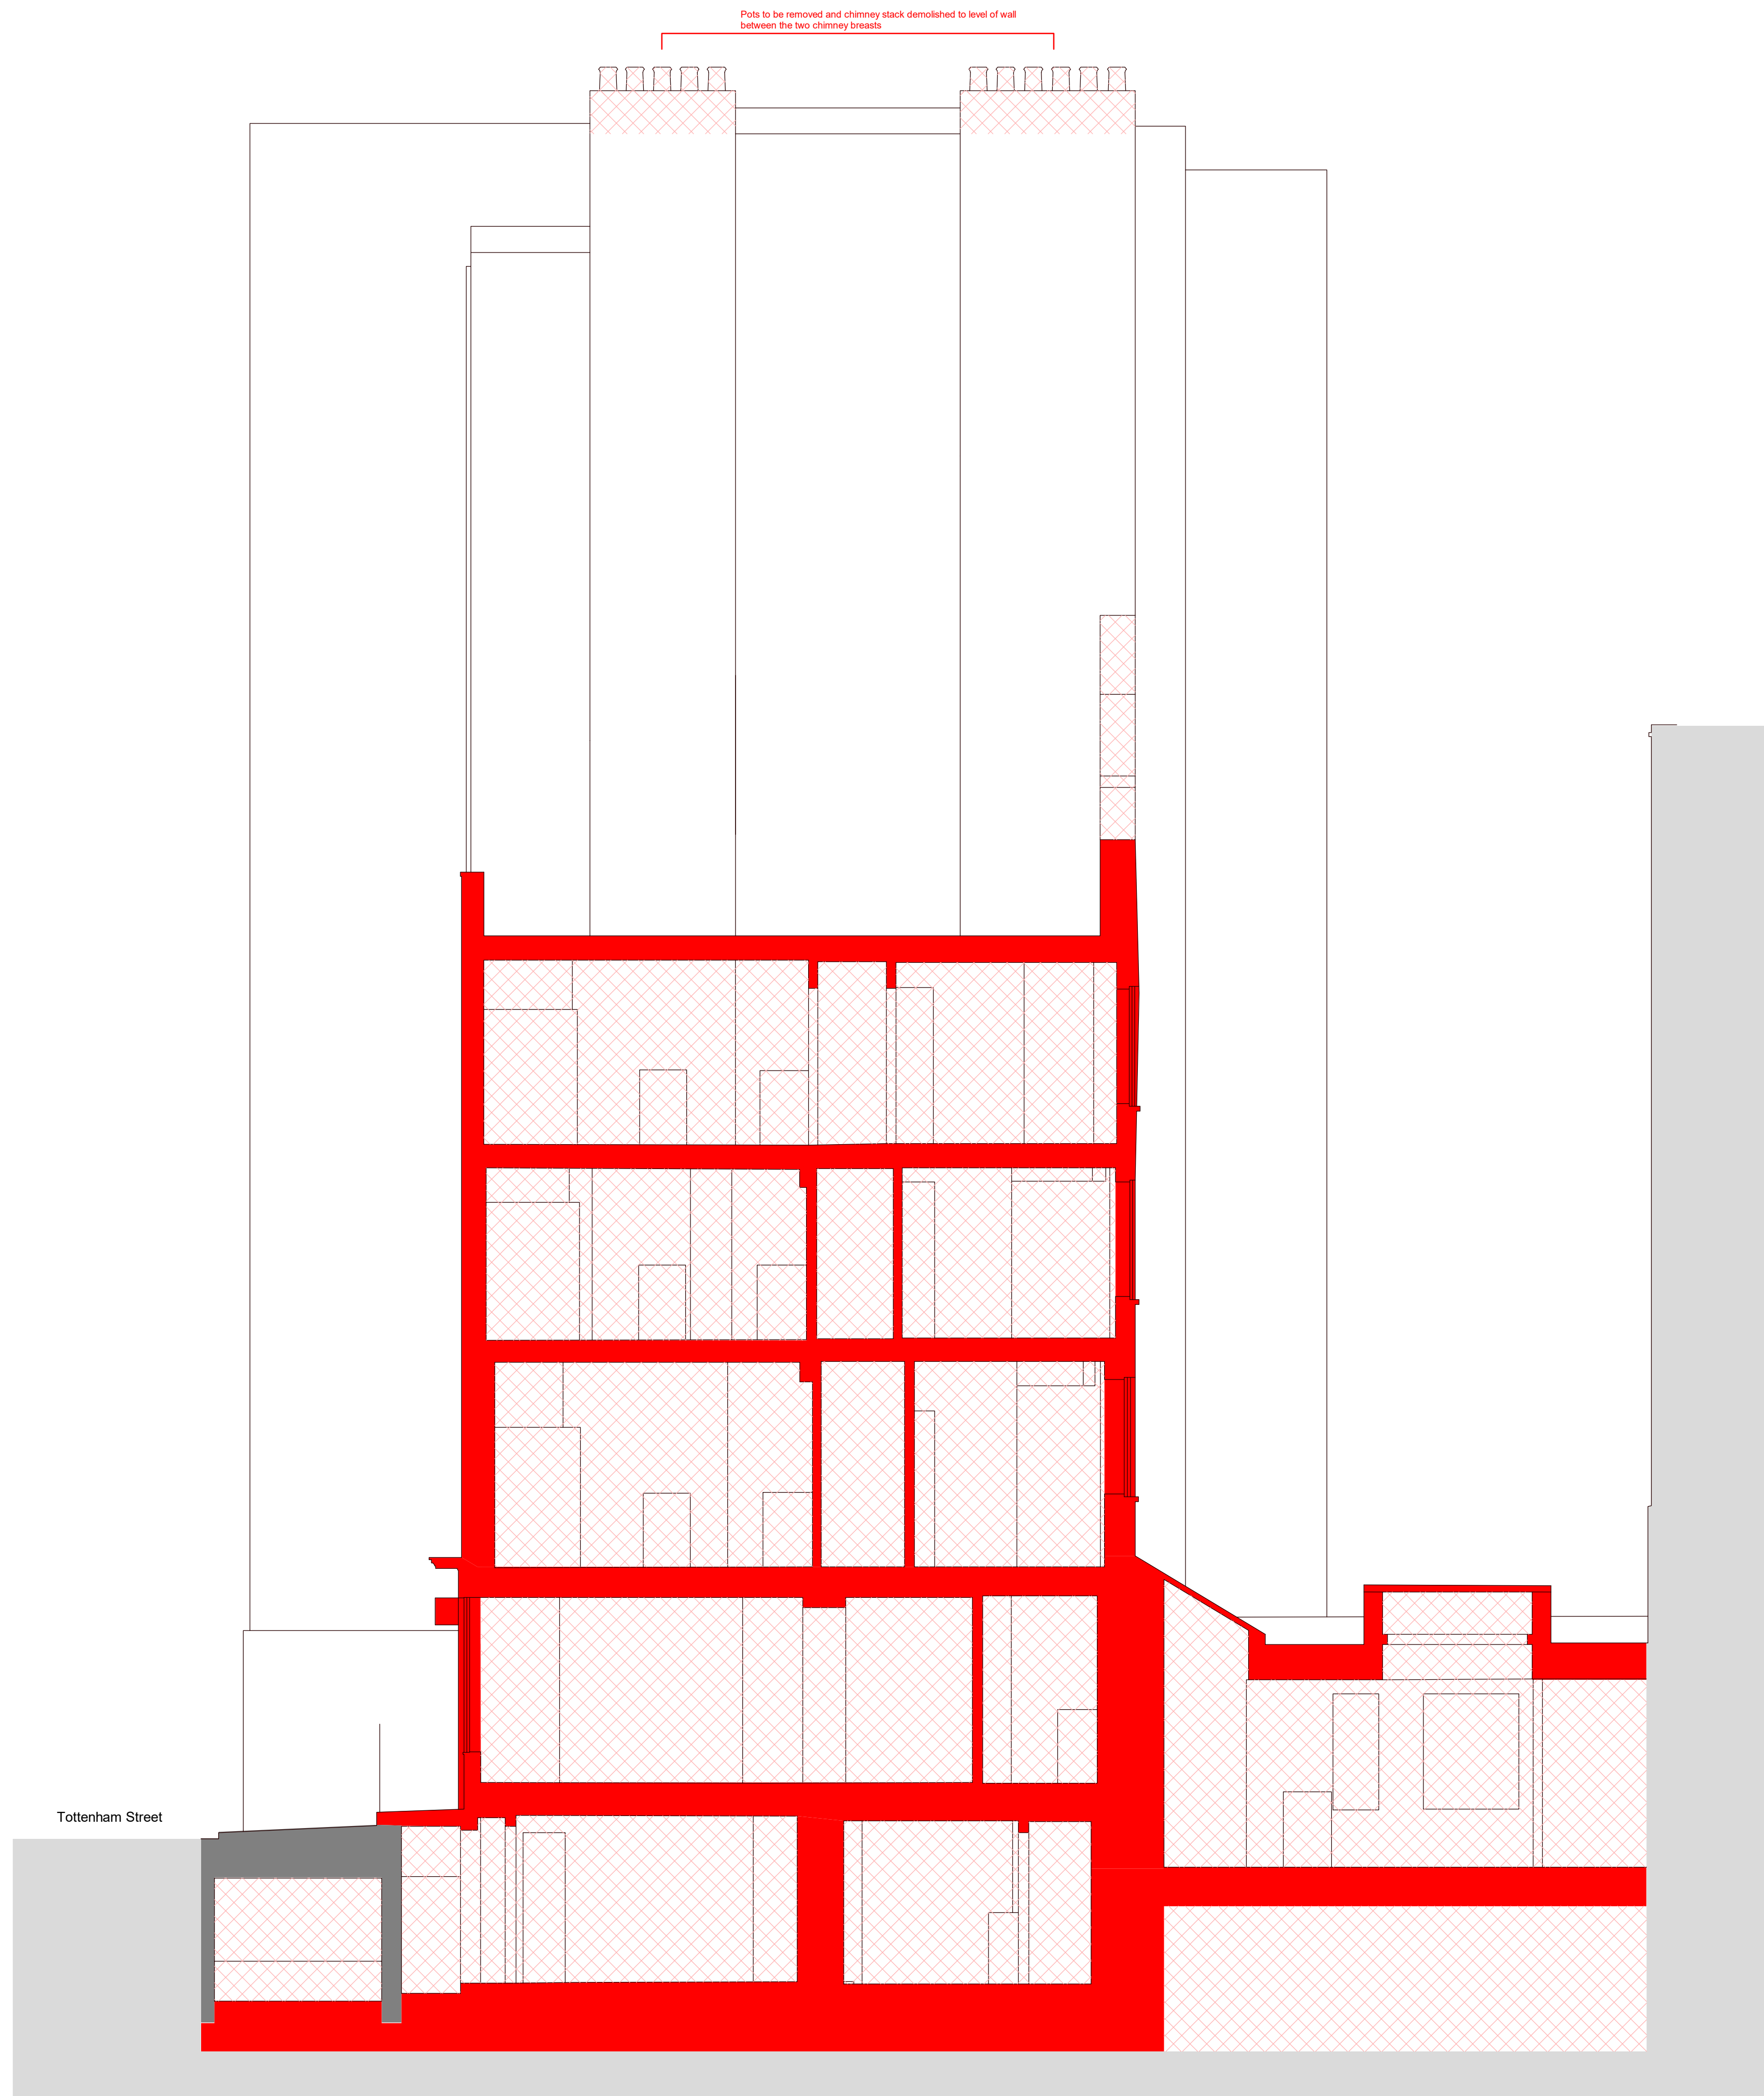 Pots to be removed and chimney stack demolished to level of wall
between the two chimney breasts
Tottenham Street